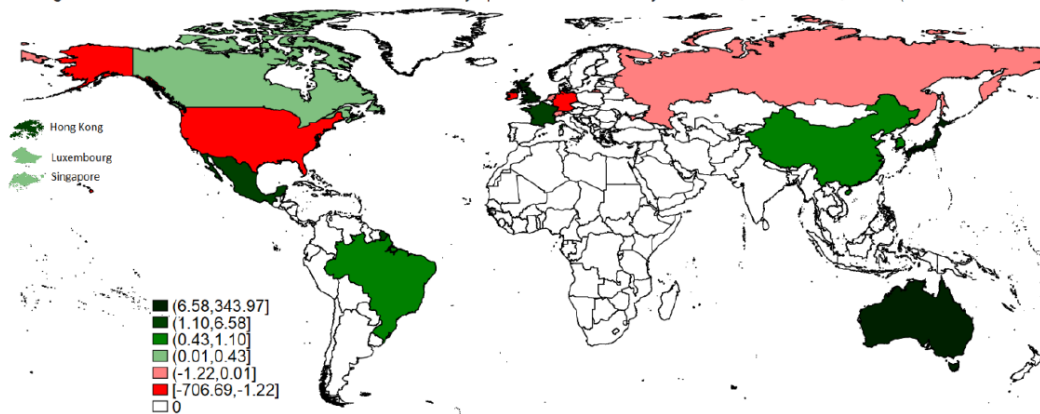 Hong Kong
Luxembourg
Singapore
(6.58,343.97]
(1.10,6.58]
(0.43,1.10]
(0.01,0.43]
(-1.22,0.01]
[-706.69,-1.22]
0